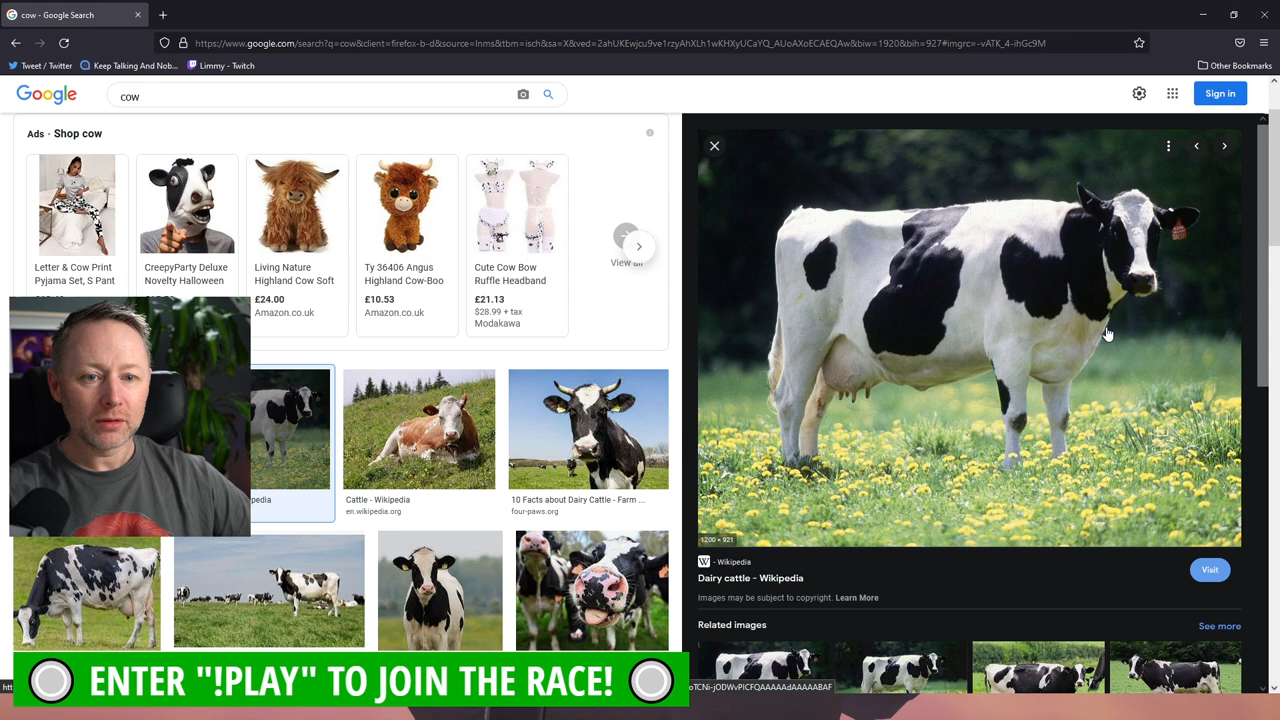 cow - Google Search
https://www.google.com/search?q=cow&client=firefox-b-d&source=lnms&tbm=isch&sa=X&ved=2ahUKEwjcu9ve1rzyAhXLh1wKHXyUCaYQ_AUoAXoECAEQAw&biw=1920&bih=927#imgrc=-vATK_4-ihGc9M
Tweet / Twitter
Keep Talking And Nob...
Limmy - Twitch
Other Bookmarks
Google
cow
Sign in
Ads · Shop cow
Letter & Cow Print
Pyjama Set, S Pant
CreepyParty Deluxe
Novelty Halloween
Living Nature
Highland Cow Soft
£24.00
Amazon.co.uk
Ty 36406 Angus
Highland Cow-Boo
£10.53
Amazon.co.uk
Cute Cow Bow
Ruffle Headband
£21.13
$28.99 + tax
Modakawa
View all
pedia
Cattle - Wikipedia
en.wikipedia.org
10 Facts about Dairy Cattle - Farm ...
four-paws.org
1200 × 921
W - Wikipedia
Dairy cattle - Wikipedia
Visit
Images may be subject to copyright. Learn More
Related images
See more
ENTER "!PLAY" TO JOIN THE RACE!